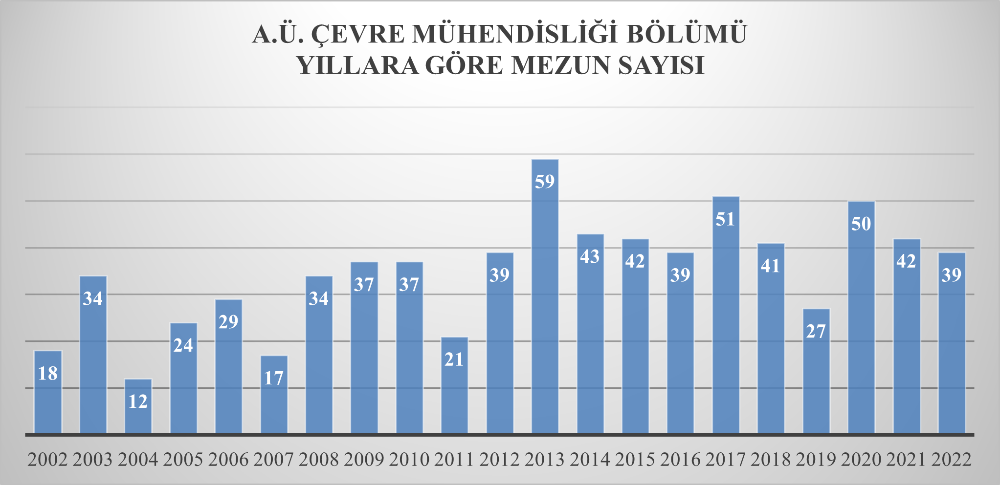 A.Ü. ÇEVRE MÜHENDİSLİĞİ BÖLÜMÜ
YILLARA GÖRE MEZUN SAYISI
18 34 12 24 29 17 34 37 37 21 39 59 43 42 39 51 41 27 50 42 39
2002 2003 2004 2005 2006 2007 2008 2009 2010 2011 2012 2013 2014 2015 2016 2017 2018 2019 2020 2021 2022